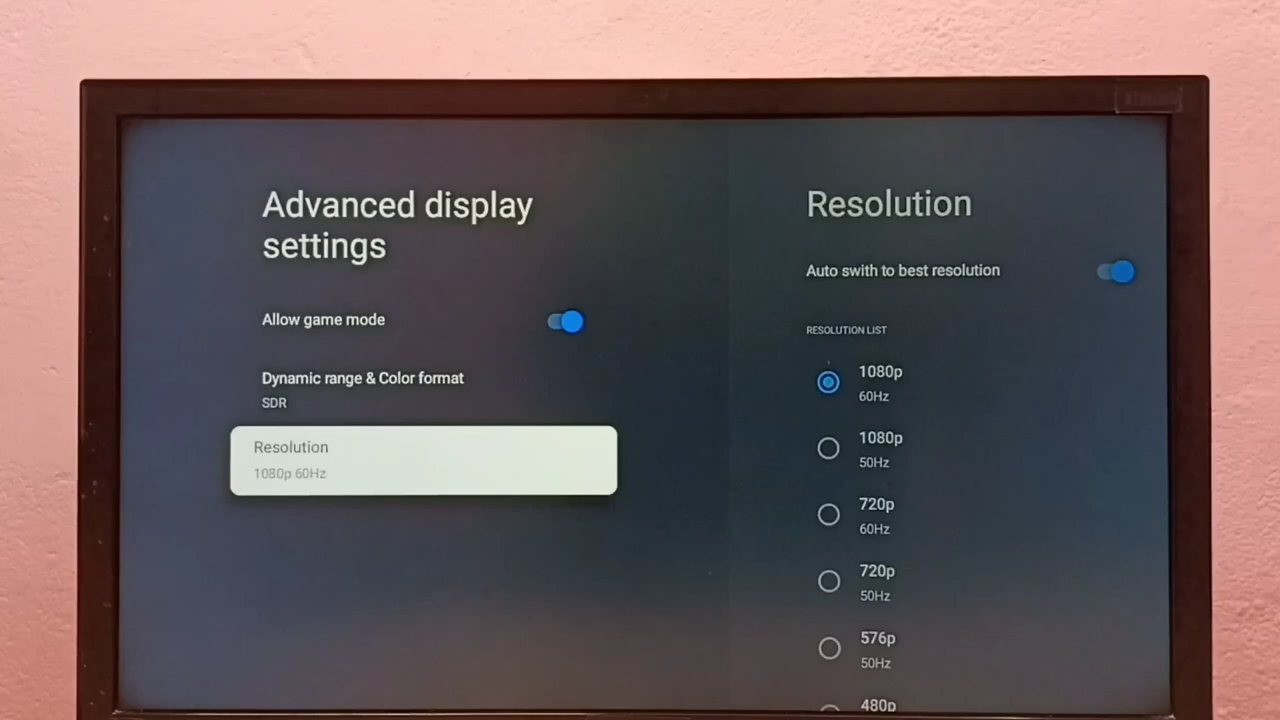 Advanced display
settings
Allow game mode
Dynamic range & Color format
SDR
Resolution
1080p 60Hz
Resolution
Auto swith to best resolution
RESOLUTION LIST
1080p
60Hz
1080p
50Hz
720p
60Hz
720p
50Hz
576p
50Hz
480p